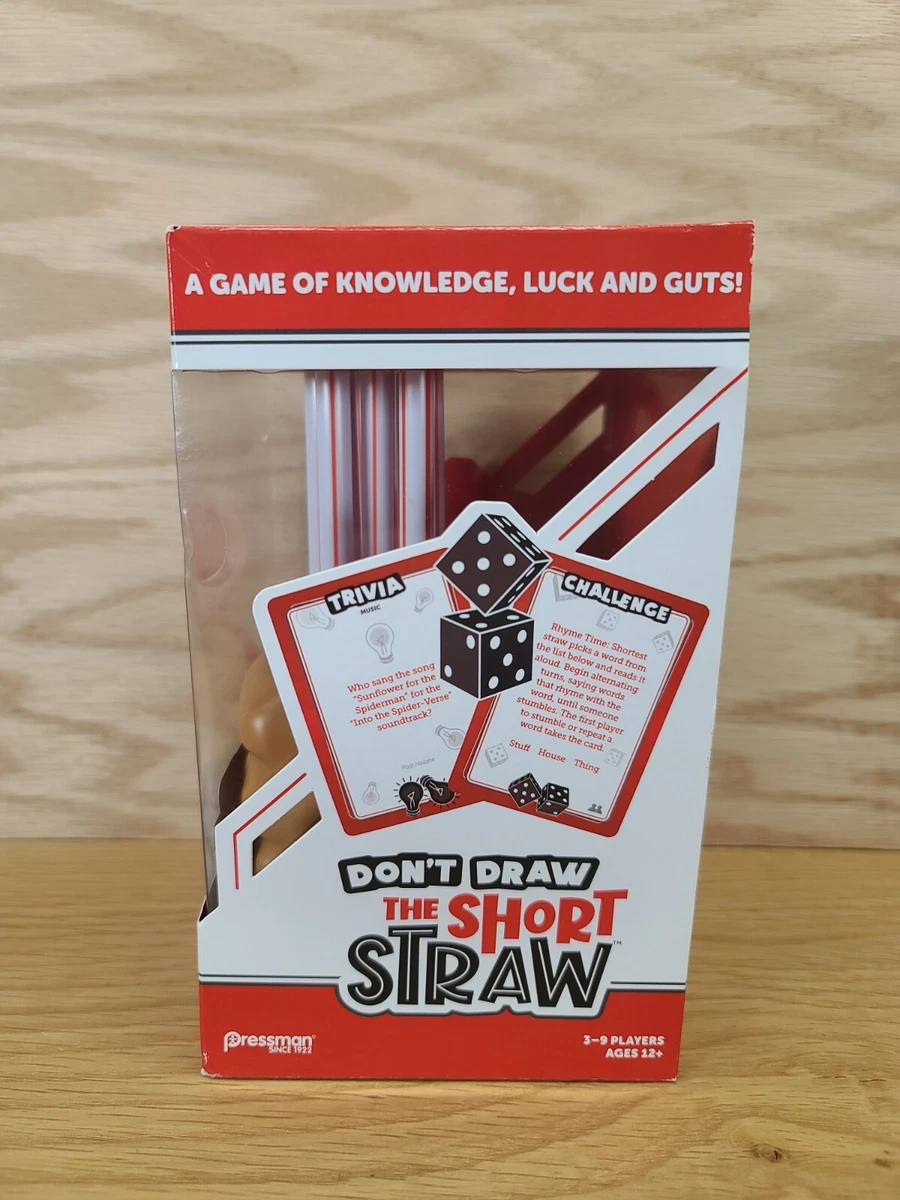 A GAME OF KNOWLEDGE, LUCK AND GUTS!
TRIVIA
MUSIC
Who sang the song
"Sunflower for the
Spiderman" for the
"Into the Spider-Verse"
soundtrack?
Post Malone
CHALLENGE
Rhyme Time: Shortest
straw picks a word from
the list below and reads it
aloud. Begin alternating
turns, saying words
that rhyme with the
word, until someone
stumbles. The first player
to stumble or repeat a
word takes the card.
Stuff House Thing
DON'T DRAW
THE SHORT
STRAW™
Pressman®
SINCE 1922
3–9 PLAYERS
AGES 12+